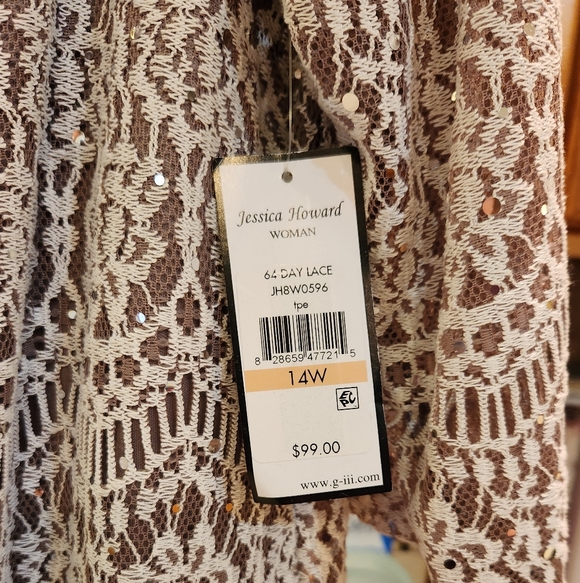 Jessica Howard
WOMAN
64 DAY LACE
JH8W0596
tpe
8 28659 47721 5
14W
$99.00
www.g-iii.com